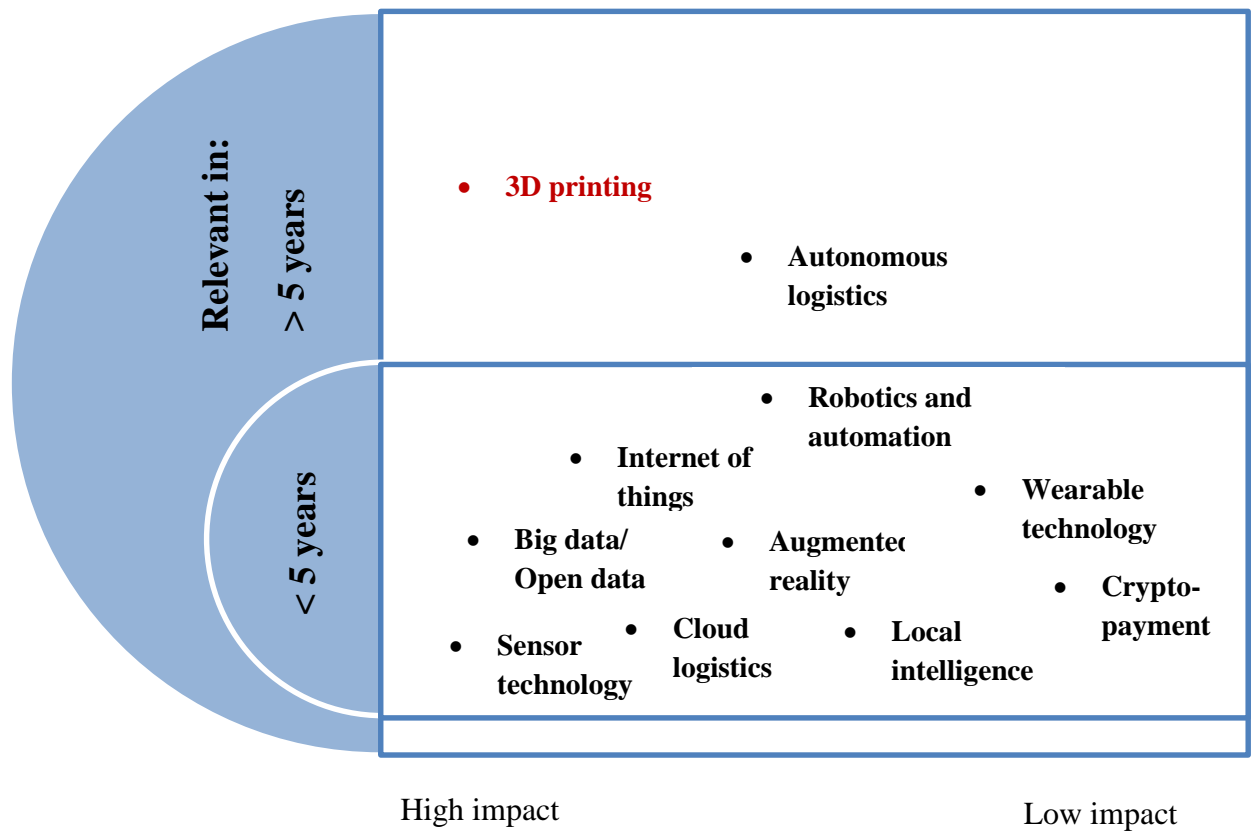 Relevant in:
> 5 years
• 3D printing
• Autonomous
logistics
< 5 years
• Robotics and
automation
• Internet of
things
• Wearable
technology
• Big data/
Open data
• Augmented
reality
• Crypto-
payment
• Sensor
technology
• Cloud
logistics
• Local
intelligence
High impact
Low impact